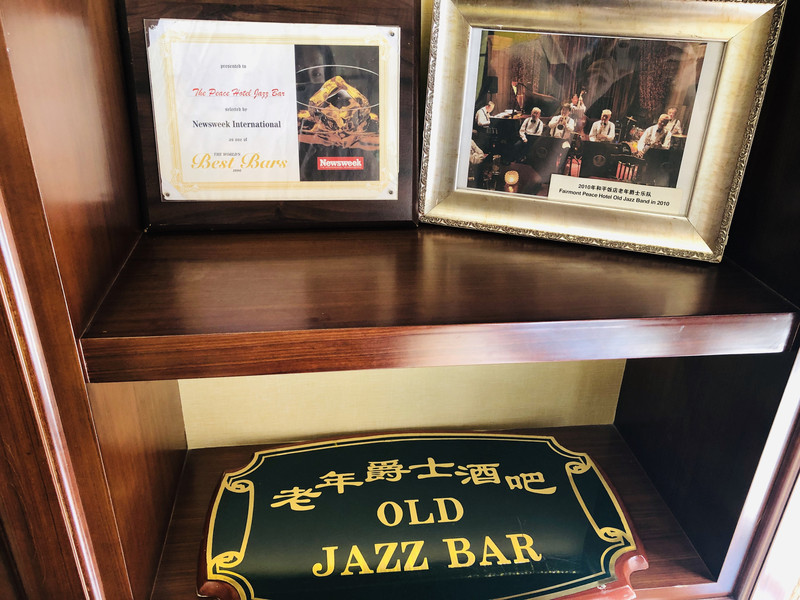 presented to
The Peace Hotel Jazz Bar
selected by
Newsweek International
as one of
THE WORLD'S
Best Bars
Newsweek
2010年和平饭店老年爵士乐队
Fairmont Peace Hotel Old Jazz Band in 2010
老年爵士酒吧
OLD
JAZZ BAR